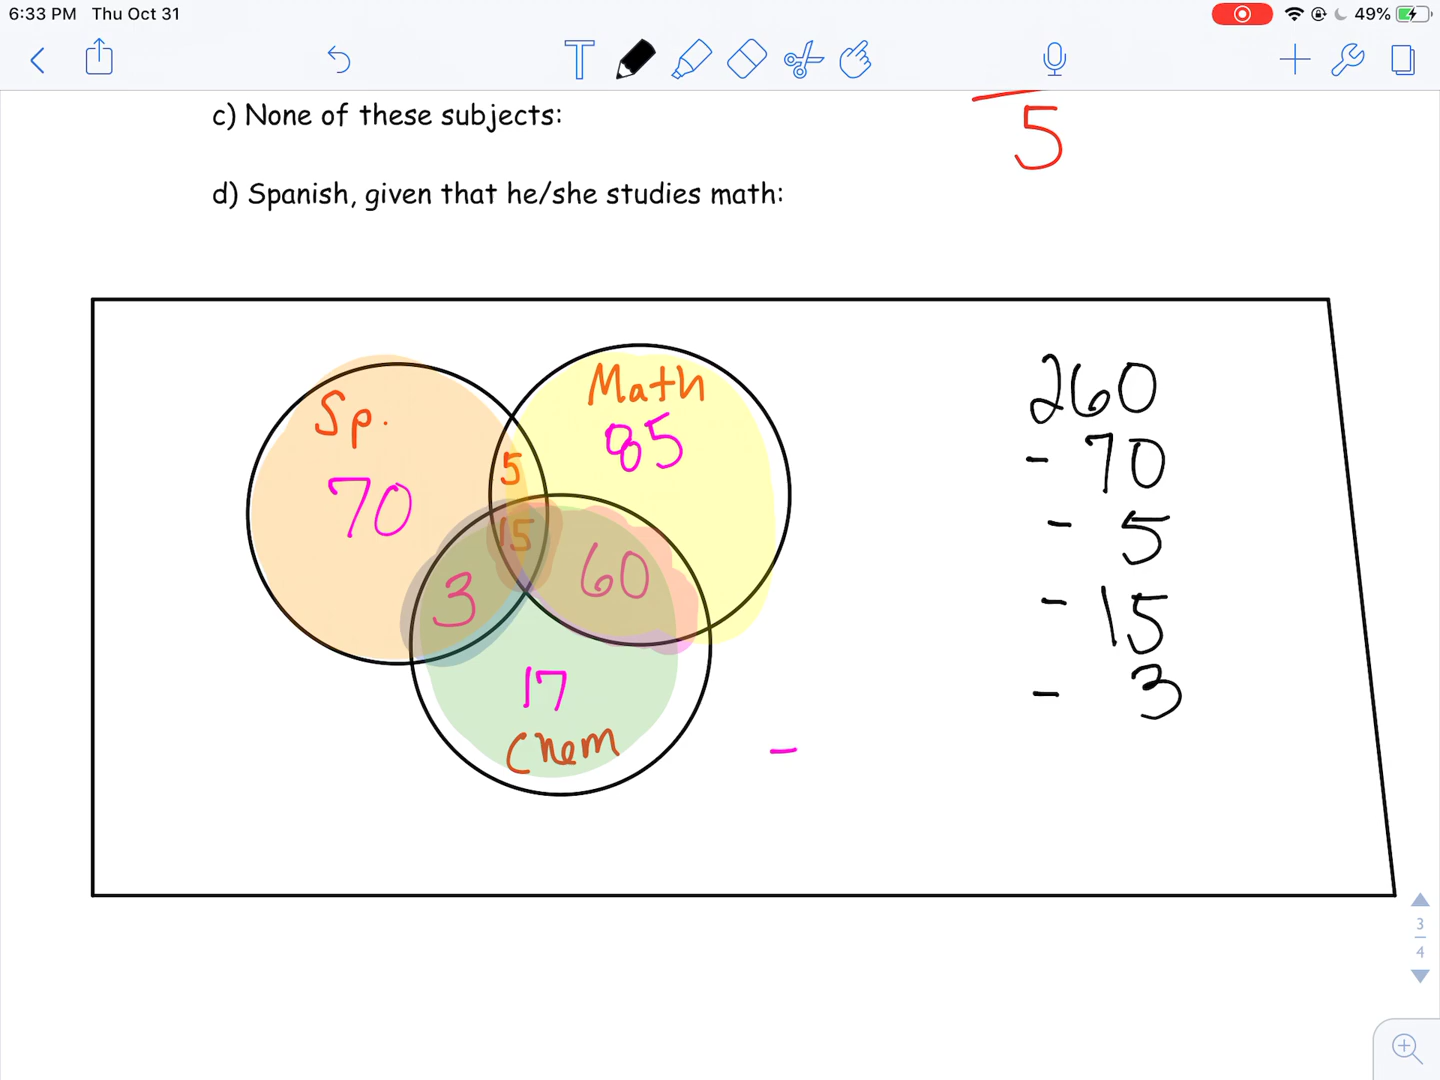 6:33 PM Thu Oct 31
49%
c) None of these subjects:
5
d) Spanish, given that he/she studies math:
Sp.
Math
85
70
5
15
60
3
17
Chem
-
260
- 70
- 5
- 15
- 3
3
4